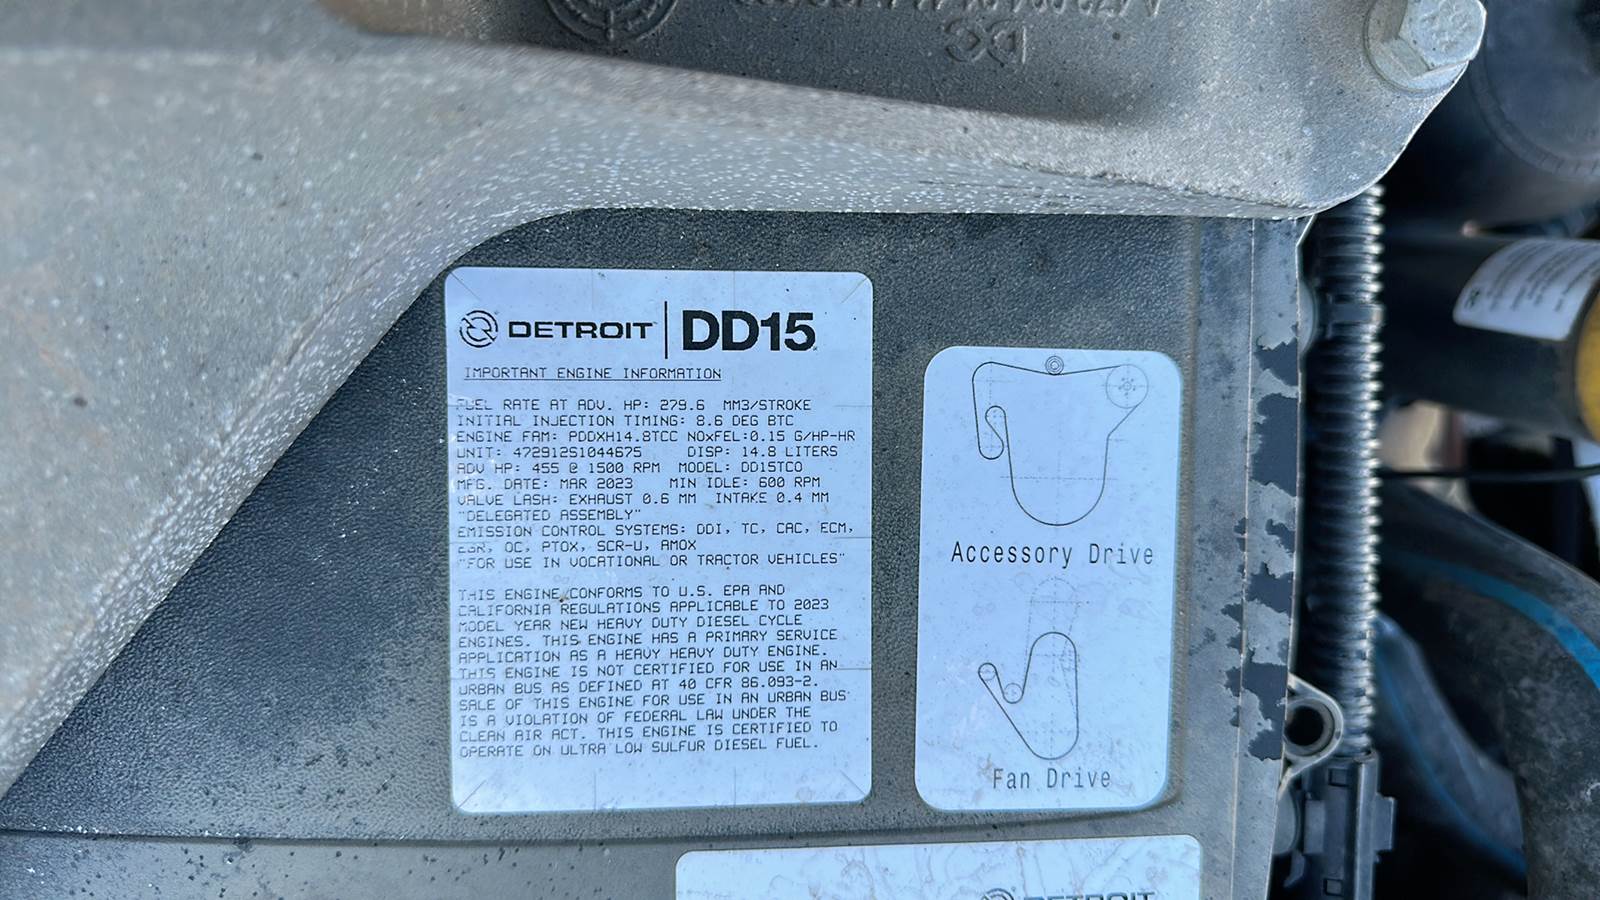 DDC
DETROIT DD15
IMPORTANT ENGINE INFORMATION
FUEL RATE AT ADV. HP: 279.6 MM3/STROKE
INITIAL INJECTION TIMING: 8.6 DEG BTC
ENGINE FAM: PDDXH14.8TCC NOxFEL:0.15 G/HP-HR
UNIT: 472912S1044675 DISP: 14.8 LITERS
ADV HP: 455 @ 1500 RPM MODEL: DD15TCO
MFG. DATE: MAR 2023 MIN IDLE: 600 RPM
VALVE LASH: EXHAUST 0.6 MM INTAKE 0.4 MM
"DELEGATED ASSEMBLY"
EMISSION CONTROL SYSTEMS: DDI, TC, CAC, ECM,
EGR, OC, PTOX, SCR-U, AMOX
"FOR USE IN VOCATIONAL OR TRACTOR VEHICLES"
THIS ENGINE CONFORMS TO U.S. EPA AND
CALIFORNIA REGULATIONS APPLICABLE TO 2023
MODEL YEAR NEW HEAVY DUTY DIESEL CYCLE
ENGINES. THIS ENGINE HAS A PRIMARY SERVICE
APPLICATION AS A HEAVY HEAVY DUTY ENGINE.
THIS ENGINE IS NOT CERTIFIED FOR USE IN AN
URBAN BUS AS DEFINED AT 40 CFR 86.093-2.
SALE OF THIS ENGINE FOR USE IN AN URBAN BUS
IS A VIOLATION OF FEDERAL LAW UNDER THE
CLEAN AIR ACT. THIS ENGINE IS CERTIFIED TO
OPERATE ON ULTRA LOW SULFUR DIESEL FUEL.
Accessory Drive
Fan Drive
DETROIT